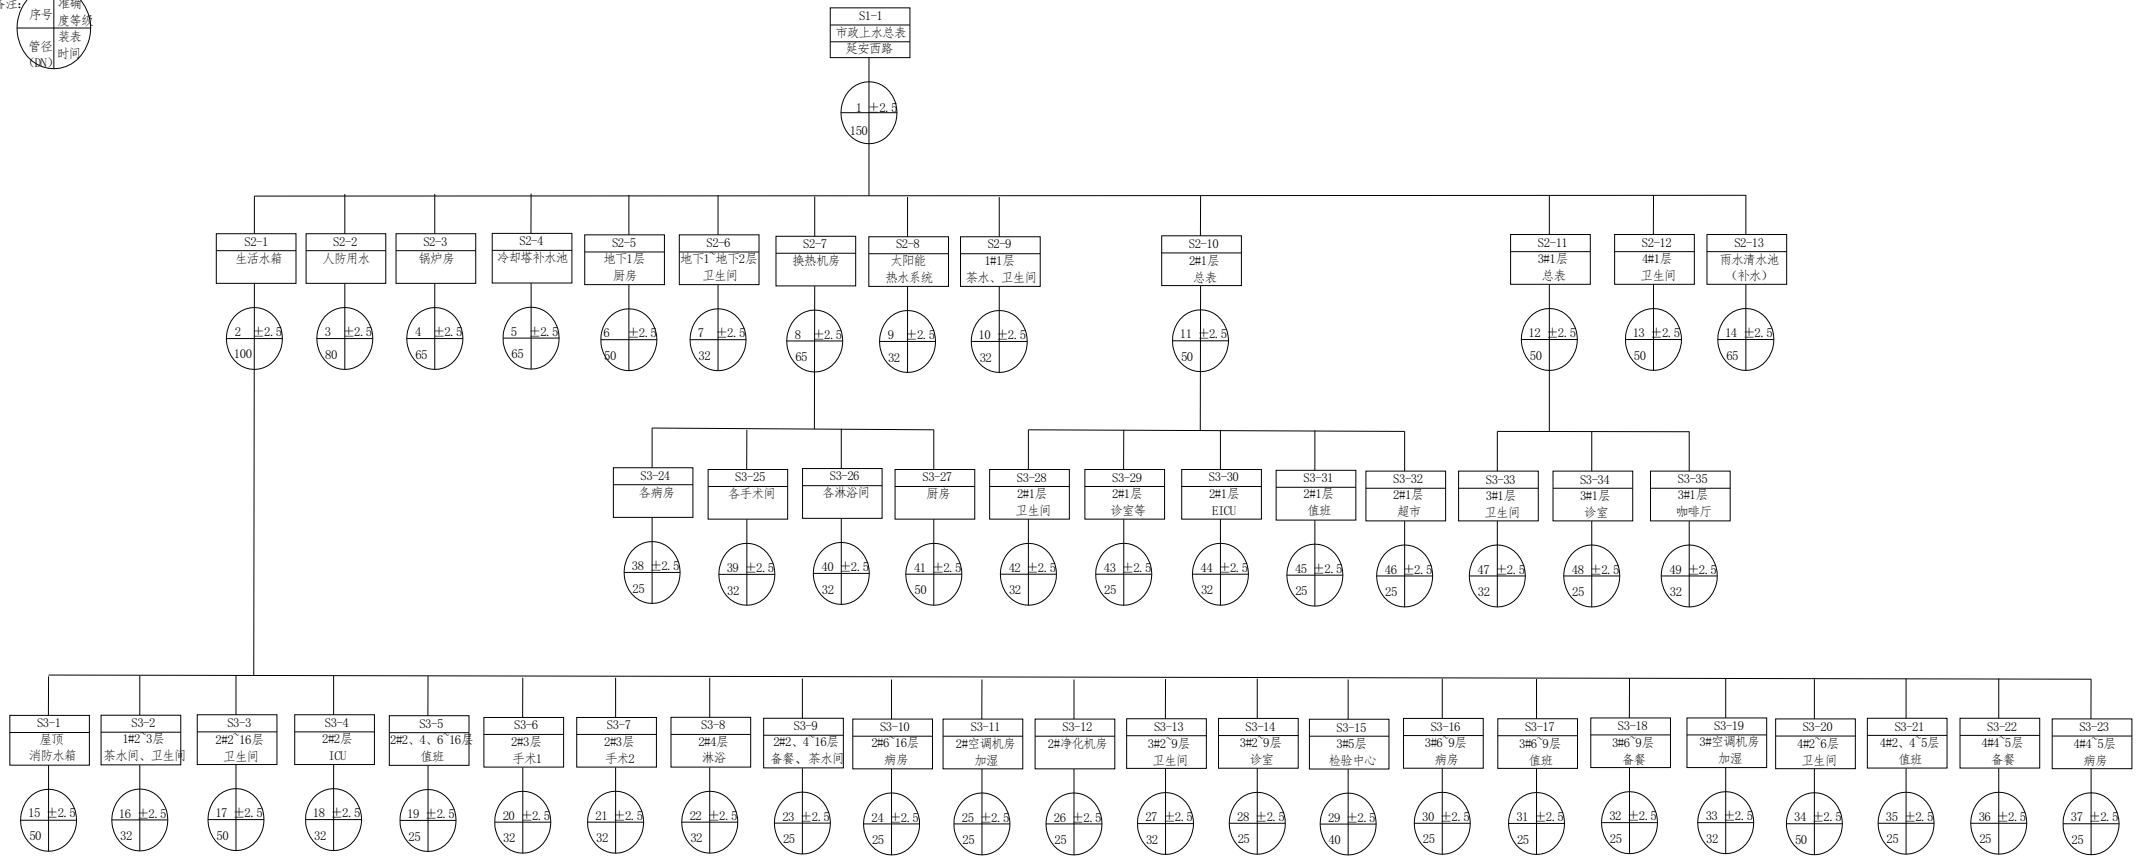 备注:
序号
准确
度等级
管径
(DN)
装表
时间
S1-1
市政上水总表
延安西路
1 ±2.5
150
S2-1
生活水箱
2 ±2.5
100
S2-2
人防用水
3 ±2.5
80
S2-3
锅炉房
4 ±2.5
65
S2-4
冷却塔补水池
5 ±2.5
65
S2-5
地下1层
厨房
6 ±2.5
50
S2-6
地下1~地下2层
卫生间
7 ±2.5
32
S2-7
换热机房
8 ±2.5
65
S2-8
太阳能
热水系统
9 ±2.5
32
S2-9
1#1层
茶水、卫生间
10 ±2.5
32
S2-10
2#1层
总表
11 ±2.5
50
S2-11
3#1层
总表
12 ±2.5
50
S2-12
4#1层
卫生间
13 ±2.5
50
S2-13
雨水清水池
（补水）
14 ±2.5
65
S3-24
各病房
38 ±2.5
25
S3-25
各手术间
39 ±2.5
32
S3-26
各淋浴间
40 ±2.5
32
S3-27
厨房
41 ±2.5
50
S3-28
2#1层
卫生间
42 ±2.5
32
S3-29
2#1层
诊室等
43 ±2.5
25
S3-30
2#1层
EICU
44 ±2.5
32
S3-31
2#1层
值班
45 ±2.5
25
S3-32
2#1层
超市
46 ±2.5
25
S3-33
3#1层
卫生间
47 ±2.5
32
S3-34
3#1层
诊室
48 ±2.5
25
S3-35
3#1层
咖啡厅
49 ±2.5
32
S3-1
屋顶
消防水箱
15 ±2.5
50
S3-2
1#2~3层
茶水间、卫生间
16 ±2.5
32
S3-3
2#2~16层
卫生间
17 ±2.5
50
S3-4
2#2层
ICU
18 ±2.5
32
S3-5
2#2、4、6~16层
值班
19 ±2.5
25
S3-6
2#3层
手术1
20 ±2.5
32
S3-7
2#3层
手术2
21 ±2.5
32
S3-8
2#4层
淋浴
22 ±2.5
32
S3-9
2#2、4~16层
备餐、茶水间
23 ±2.5
25
S3-10
2#6~16层
病房
24 ±2.5
25
S3-11
2#空调机房
加湿
25 ±2.5
25
S3-12
2#净化机房
26 ±2.5
25
S3-13
3#2~9层
卫生间
27 ±2.5
32
S3-14
3#2~9层
诊室
28 ±2.5
25
S3-15
3#5层
检验中心
29 ±2.5
40
S3-16
3#6~9层
病房
30 ±2.5
25
S3-17
3#6~9层
值班
31 ±2.5
25
S3-18
3#6~9层
备餐
32 ±2.5
25
S3-19
3#空调机房
加湿
33 ±2.5
32
S3-20
4#2~6层
卫生间
34 ±2.5
50
S3-21
4#2、4~5层
值班
35 ±2.5
25
S3-22
4#4~5层
备餐
36 ±2.5
25
S3-23
4#4~5层
病房
37 ±2.5
25